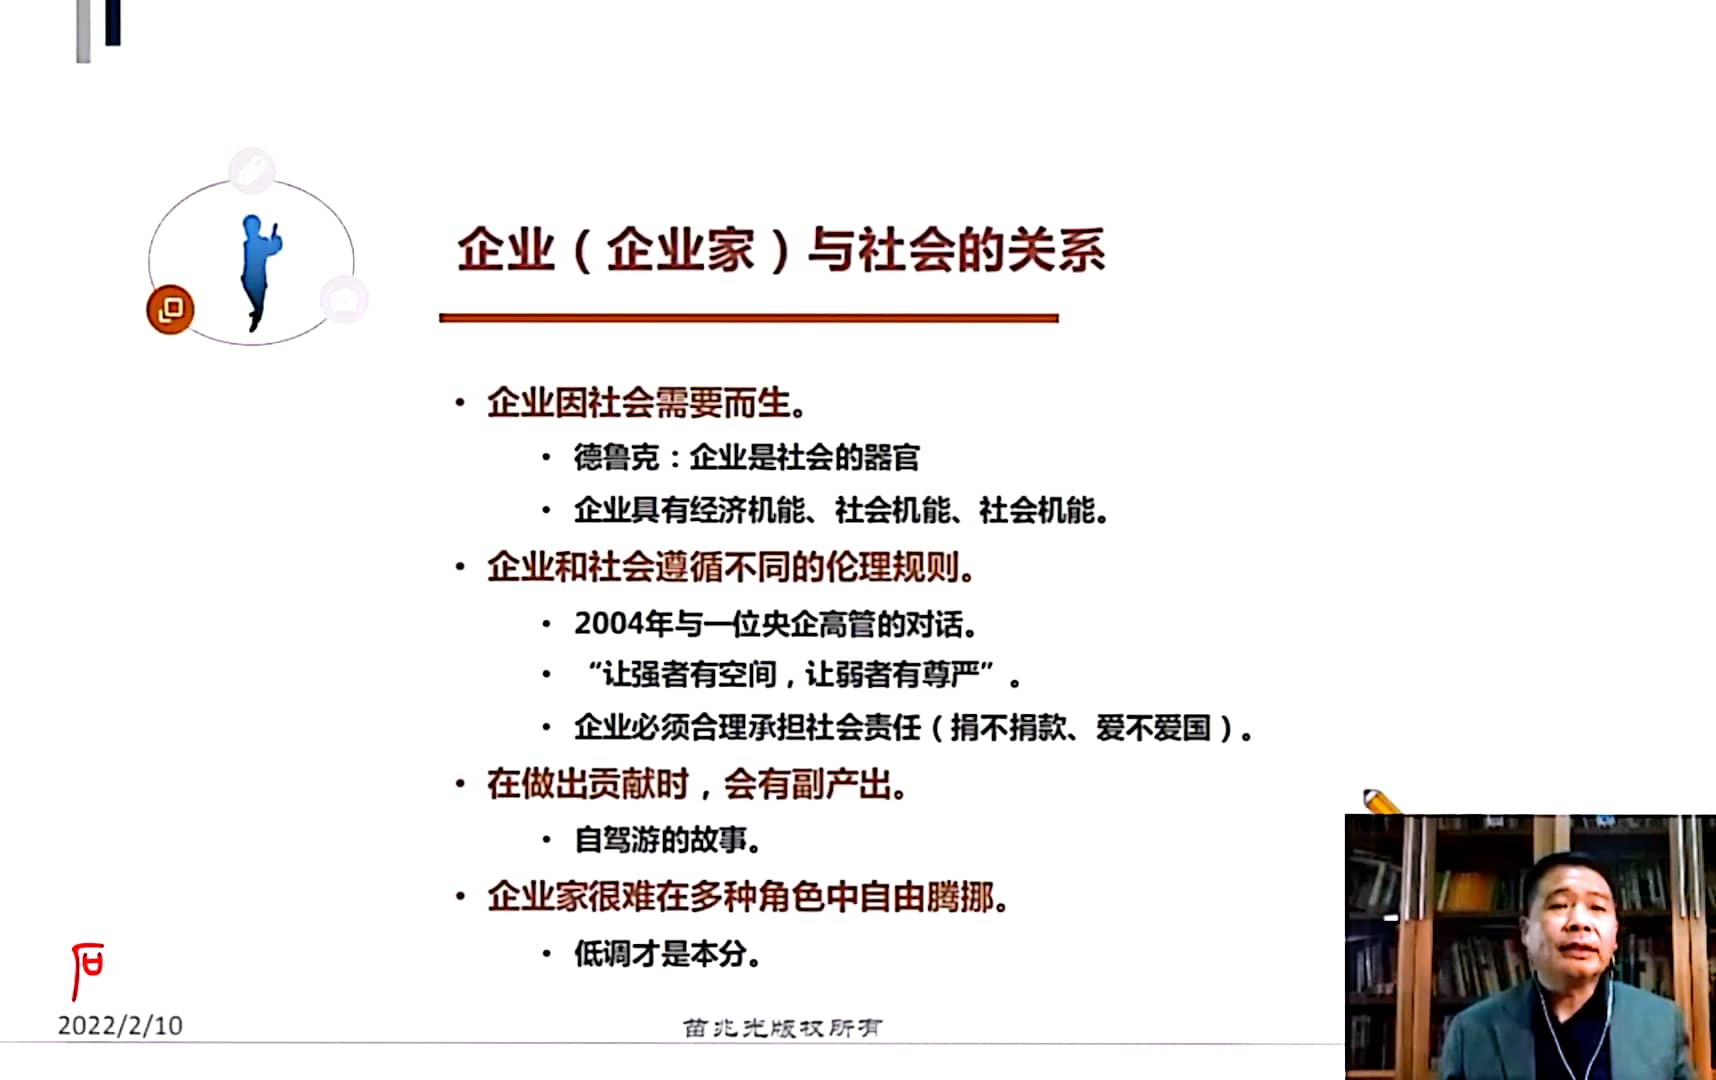 企业（企业家）与社会的关系
• 企业因社会需要而生。
• 德鲁克：企业是社会的器官
• 企业具有经济机能、社会机能、社会机能。
• 企业和社会遵循不同的伦理规则。
• 2004年与一位央企高管的对话。
• “让强者有空间，让弱者有尊严”。
• 企业必须合理承担社会责任（捐不捐款、爱不爱国）。
• 在做出贡献时，会有副产出。
• 自驾游的故事。
• 企业家很难在多种角色中自由腾挪。
• 低调才是本分。
2022/2/10
苗兆光版权所有